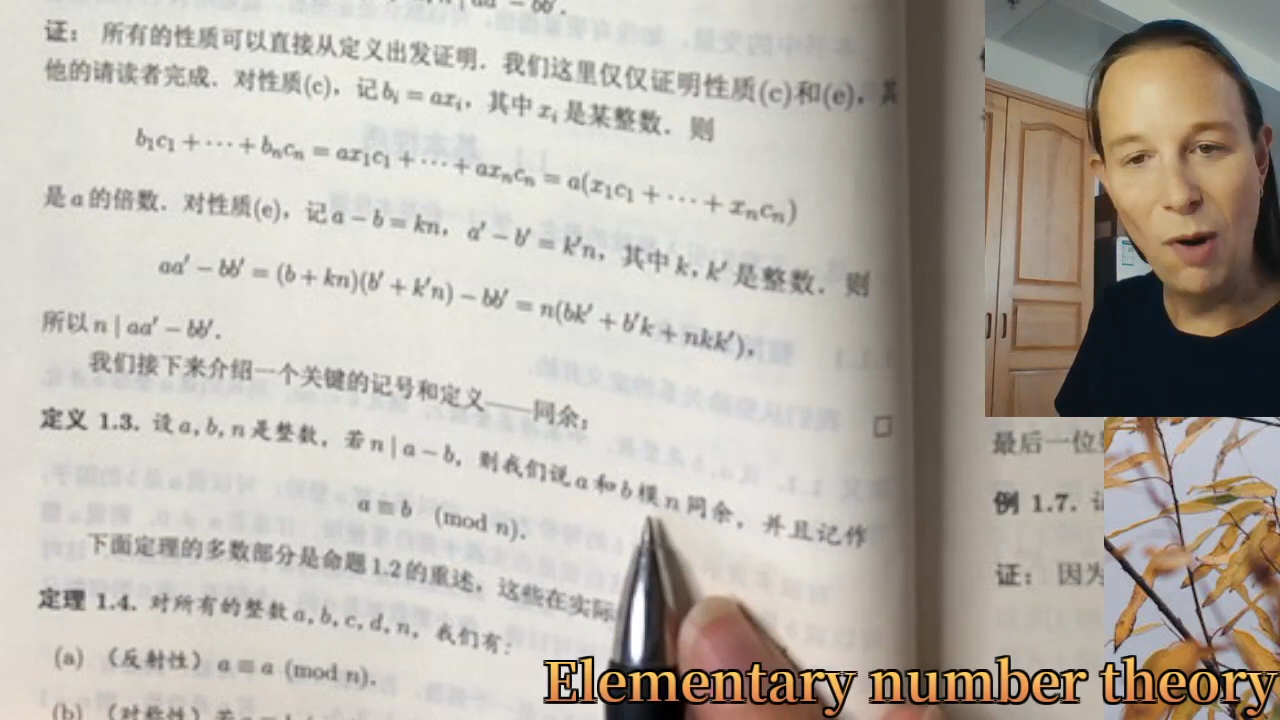 n | aa′ − bb′.
证： 所有的性质可以直接从定义出发证明．我们这里仅仅证明性质(c)和(e)，其
他的请读者完成．对性质(c)，记 bᵢ = axᵢ，其中 xᵢ 是某整数．则
b₁c₁ + ⋯ + bₙcₙ = ax₁c₁ + ⋯ + axₙcₙ = a(x₁c₁ + ⋯ + xₙcₙ)
是 a 的倍数．对性质(e)，记 a − b = kn，a′ − b′ = k′n，其中 k, k′ 是整数．则
aa′ − bb′ = (b + kn)(b′ + k′n) − bb′ = n(bk′ + b′k + nkk′)，
所以 n | aa′ − bb′．
□
我们接下来介绍一个关键的记号和定义——同余：
定义 1.3. 设 a, b, n 是整数，若 n | a − b，则我们说 a 和 b 模 n 同余，并且记作
a ≡ b (mod n).
下面定理的多数部分是命题1.2的重述，这些在实际
定理 1.4. 对所有的整数 a, b, c, d, n，我们有：
(a) （反射性）a ≡ a (mod n).
(b) （对称性）若
最后一位
例 1.7.
证： 因为
Elementary number theory